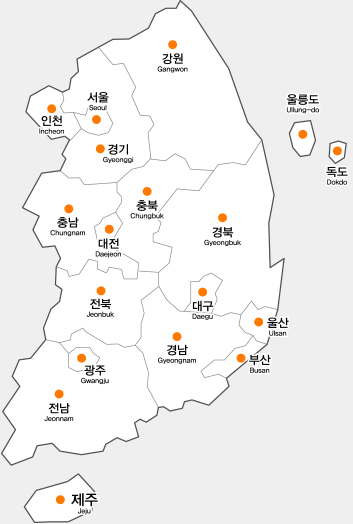 강원
Gangwon
서울
Seoul
인천
Incheon
경기
Gyeonggi
울릉도
Ullung-do
독도
Dokdo
충북
Chungbuk
충남
Chungnam
대전
Daejeon
경북
Gyeongbuk
전북
Jeonbuk
대구
Daegu
울산
Ulsan
경남
Gyeongnam
부산
Busan
광주
Gwangju
전남
Jeonnam
제주
Jeju